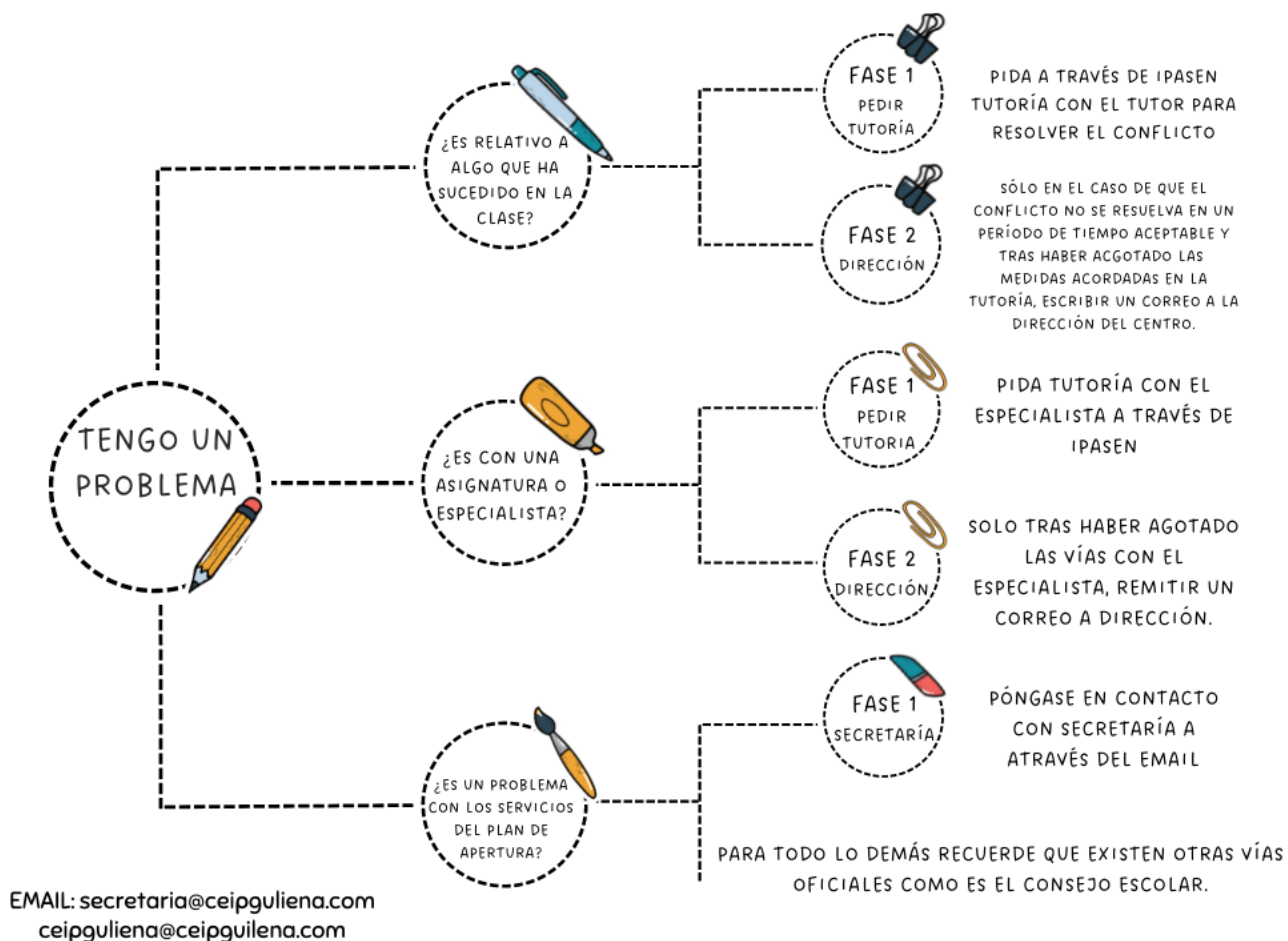 TENGO UN
PROBLEMA
¿ES RELATIVO A
ALGO QUE HA
SUCEDIDO EN LA
CLASE?
FASE 1
PEDIR
TUTORÍA
PIDA A TRAVÉS DE IPASEN
TUTORÍA CON EL TUTOR PARA
RESOLVER EL CONFLICTO
FASE 2
DIRECCIÓN
SÓLO EN EL CASO DE QUE EL
CONFLICTO NO SE RESUELVA EN UN
PERÍODO DE TIEMPO ACEPTABLE Y
TRAS HABER ACGOTADO LAS
MEDIDAS ACORDADAS EN LA
TUTORÍA, ESCRIBIR UN CORREO A LA
DIRECCIÓN DEL CENTRO.
¿ES CON UNA
ASIGNATURA O
ESPECIALISTA?
FASE 1
PEDIR
TUTORIA
PIDA TUTORÍA CON EL
ESPECIALISTA A TRAVÉS DE
IPASEN
FASE 2
DIRECCIÓN
SOLO TRAS HABER AGOTADO
LAS VÍAS CON EL
ESPECIALISTA, REMITIR UN
CORREO A DIRECCIÓN.
¿ES UN PROBLEMA
CON LOS SERVICIOS
DEL PLAN DE
APERTURA?
FASE 1
SECRETARÍA
PÓNGASE EN CONTACTO
CON SECRETARÍA A
ATRAVÉS DEL EMAIL
PARA TODO LO DEMÁS RECUERDE QUE EXISTEN OTRAS VÍAS
OFICIALES COMO ES EL CONSEJO ESCOLAR.
EMAIL: secretaria@ceipguliena.com
ceipguliena@ceipguilena.com